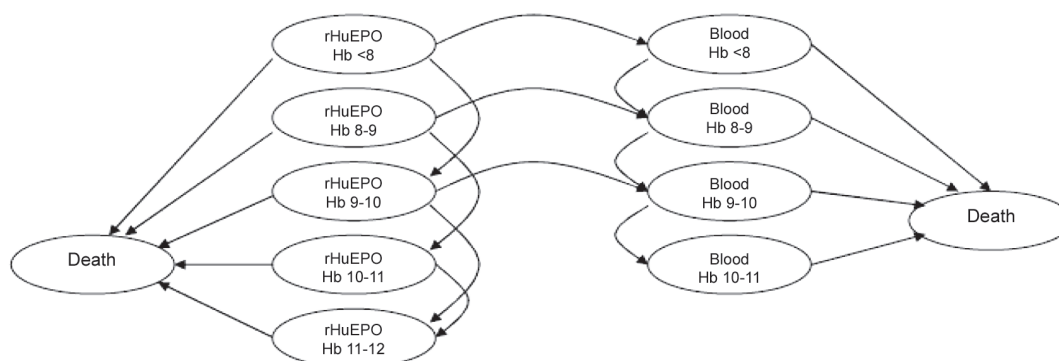 rHuEPO
Hb <8
Blood
Hb <8
rHuEPO
Hb 8-9
Blood
Hb 8-9
rHuEPO
Hb 9-10
Blood
Hb 9-10
Death
Death
rHuEPO
Hb 10-11
Blood
Hb 10-11
rHuEPO
Hb 11-12